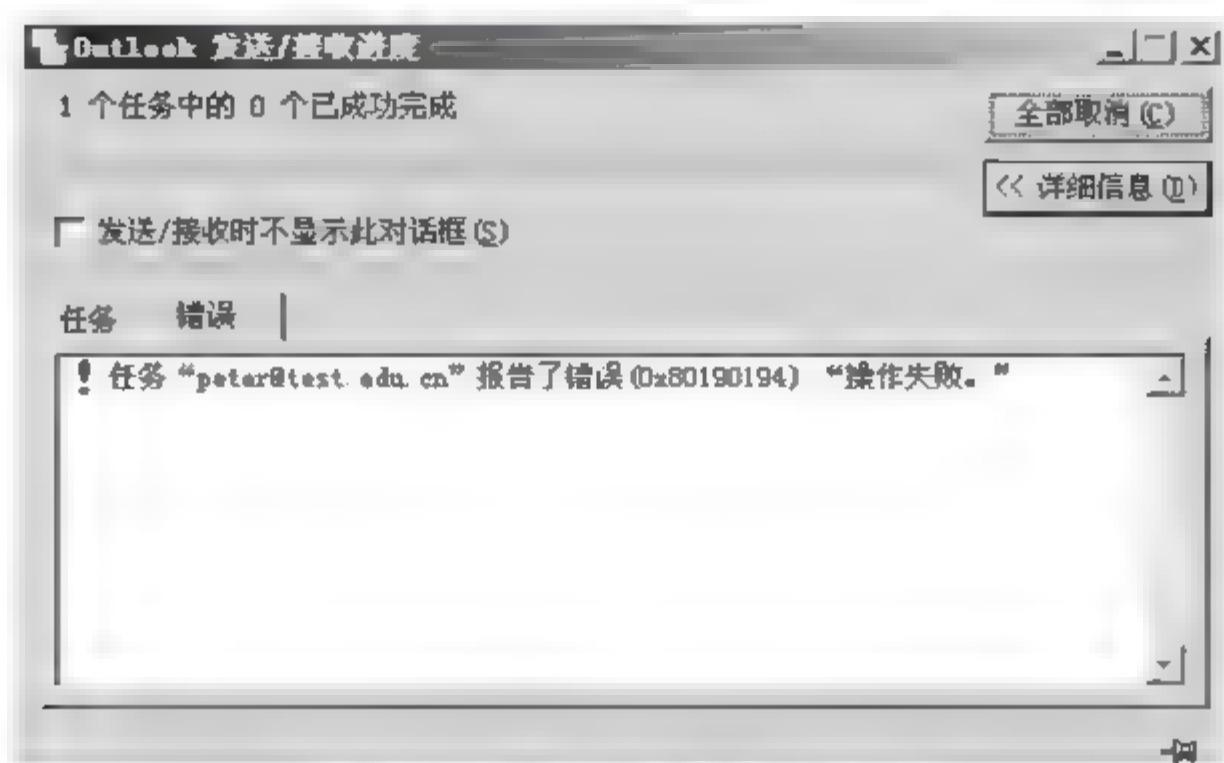 Outlook 发送/接收进度
1 个任务中的 0 个已成功完成
全部取消(C)
<< 详细信息(D)
发送/接收时不显示此对话框(S)
任务 错误
! 任务 “peter@test.edu.cn” 报告了错误(0x80190194) “操作失败。”